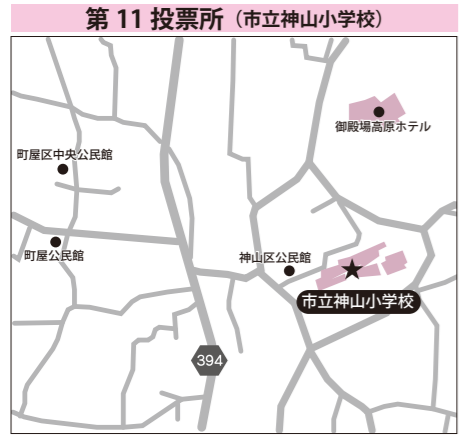 第 11 投票所（市立神山小学校）
御殿場高原ホテル
町屋区中央公民館
町屋公民館
神山区公民館
市立神山小学校
394